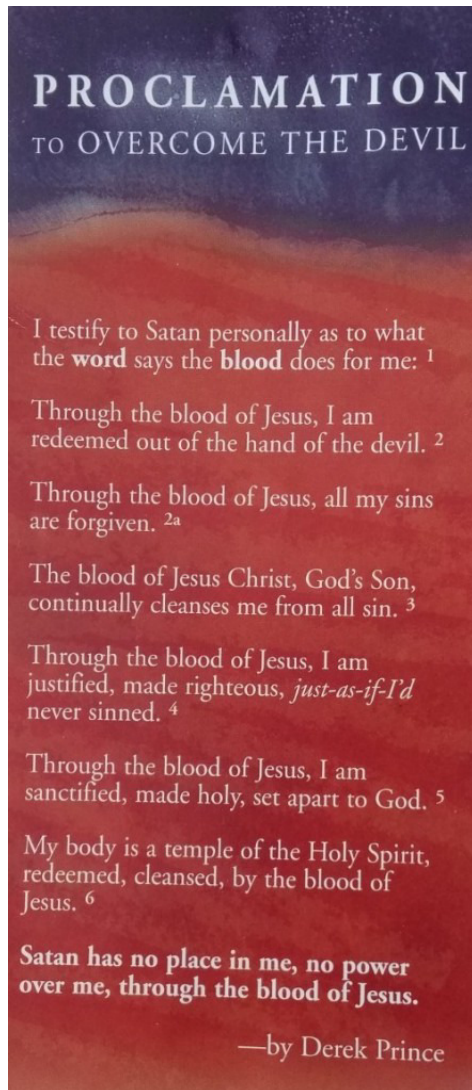 PROCLAMATION
TO OVERCOME THE DEVIL
I testify to Satan personally as to what
the word says the blood does for me: 1
Through the blood of Jesus, I am
redeemed out of the hand of the devil. 2
Through the blood of Jesus, all my sins
are forgiven. 2a
The blood of Jesus Christ, God's Son,
continually cleanses me from all sin. 3
Through the blood of Jesus, I am
justified, made righteous, just-as-if-I'd
never sinned. 4
Through the blood of Jesus, I am
sanctified, made holy, set apart to God. 5
My body is a temple of the Holy Spirit,
redeemed, cleansed, by the blood of
Jesus. 6
Satan has no place in me, no power
over me, through the blood of Jesus.
—by Derek Prince